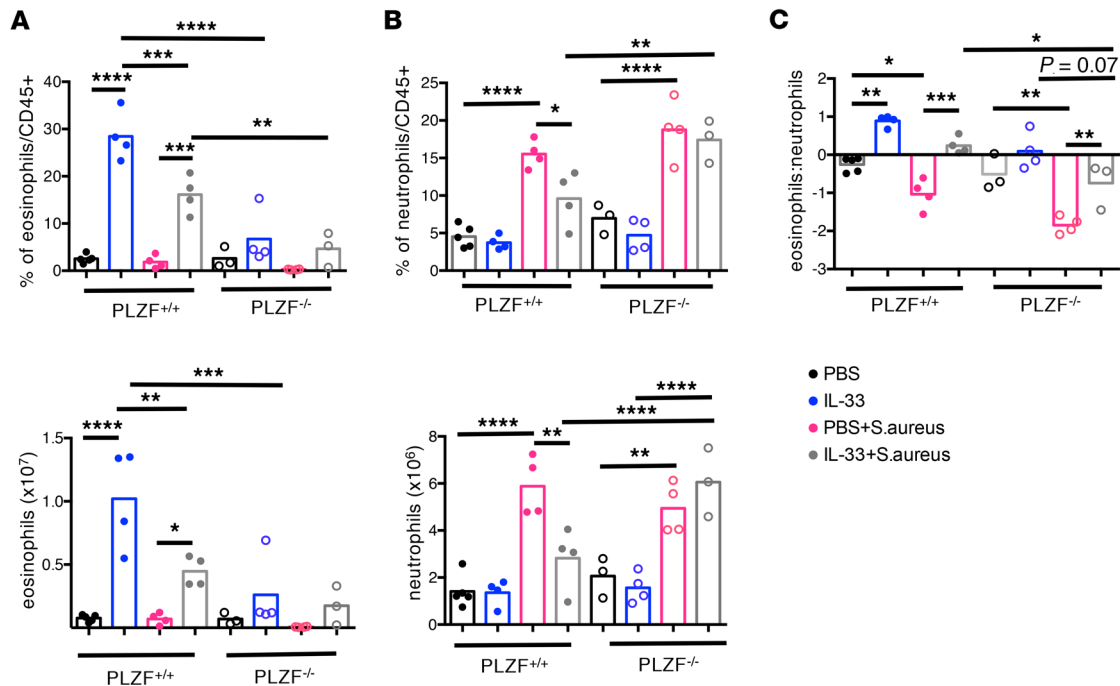 A
****
***
****
**
***
% of eosinophils/CD45+
40
30
20
10
0
PLZF+/+
PLZF-/-
B
**
****
****
*
% of neutrophils/CD45+
25
20
15
10
5
0
PLZF+/+
PLZF-/-
C
*
P = 0.07
*
**
**
***
**
eosinophils:neutrophils
2
1
0
-1
-2
-3
PLZF+/+
PLZF-/-
PBS
IL-33
PBS+S.aureus
IL-33+S.aureus
***
**
****
*
eosinophils (x10⁷)
1.5
1.0
0.5
PLZF+/+
PLZF-/-
****
****
****
**
**
neutrophils (x10⁶)
8
6
4
2
0
PLZF+/+
PLZF-/-